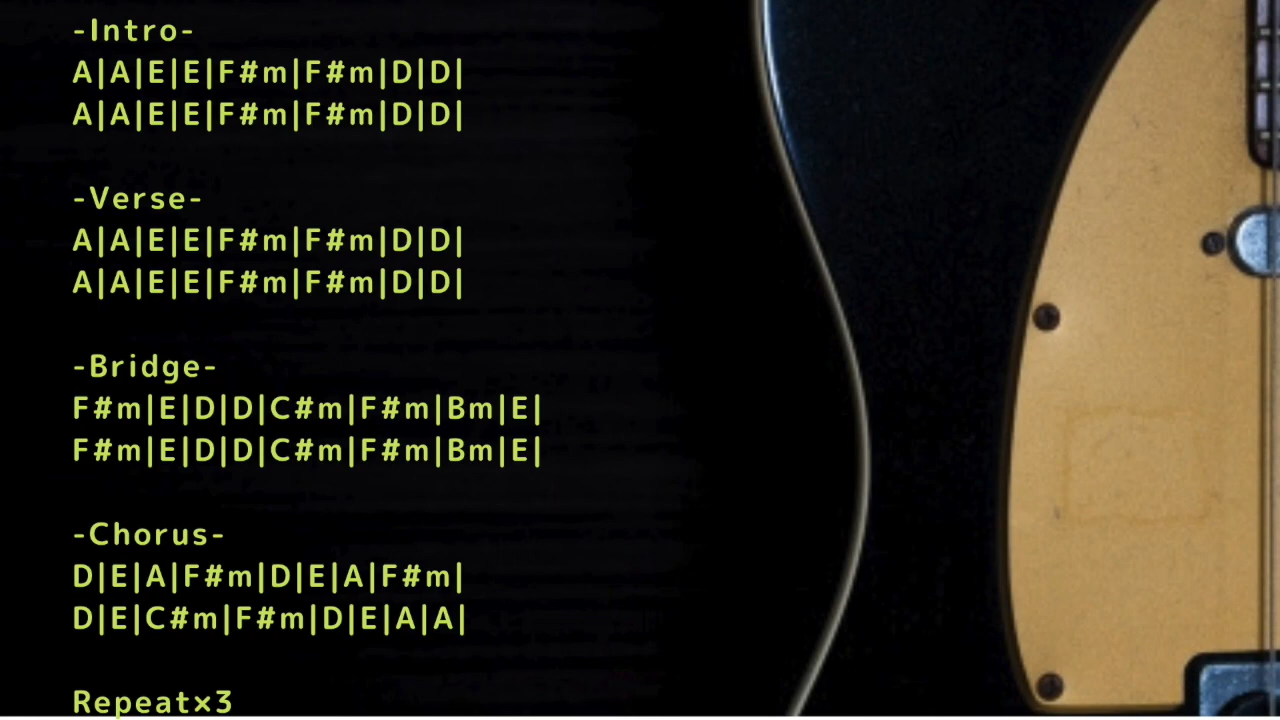 -Intro-
A|A|E|E|F#m|F#m|D|D|
A|A|E|E|F#m|F#m|D|D|
-Verse-
A|A|E|E|F#m|F#m|D|D|
A|A|E|E|F#m|F#m|D|D|
-Bridge-
F#m|E|D|D|C#m|F#m|Bm|E|
F#m|E|D|D|C#m|F#m|Bm|E|
-Chorus-
D|E|A|F#m|D|E|A|F#m|
D|E|C#m|F#m|D|E|A|A|
Repeat×3